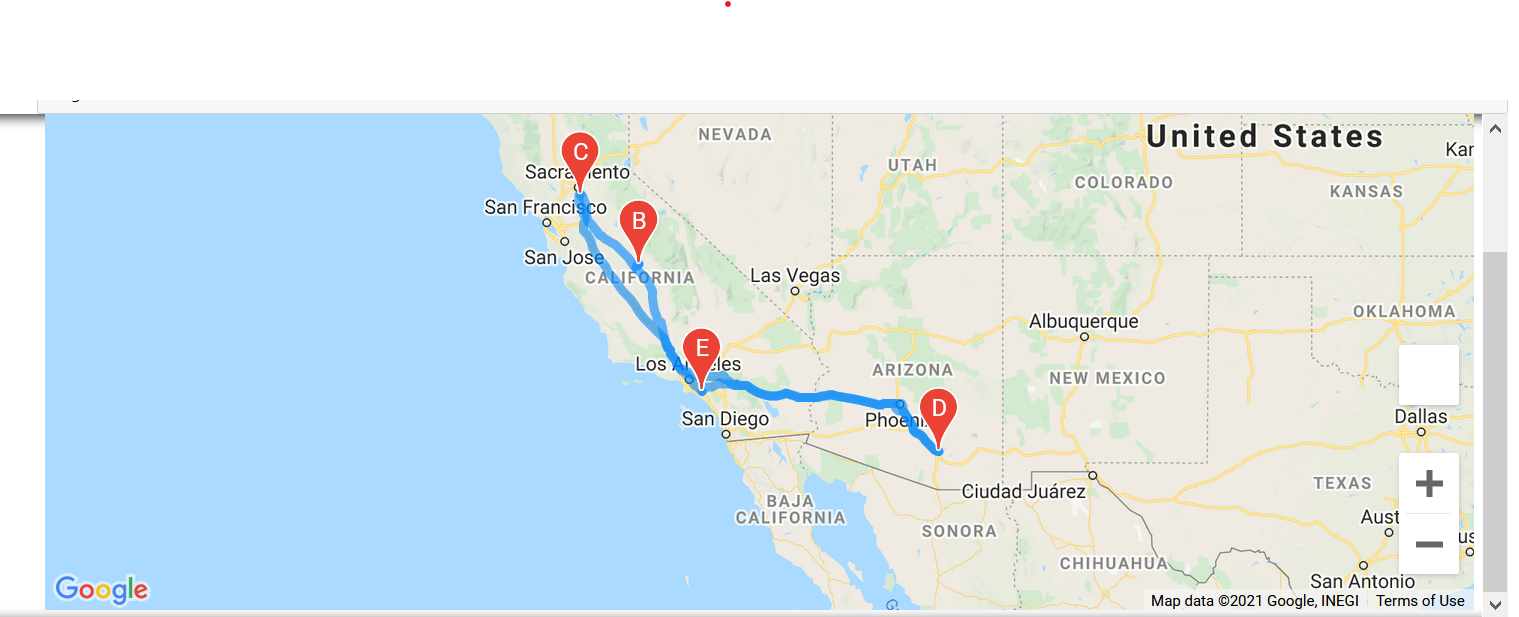 NEVADA
United States
C
Sacramento
UTAH
COLORADO
KANSAS
San Francisco
B
San Jose
CALIFORNIA
Las Vegas
OKLAHOMA
Albuquerque
E
Los Angeles
ARIZONA
NEW MEXICO
D
San Diego
Phoenix
Dallas
Ciudad Juárez
TEXAS
BAJA
CALIFORNIA
SONORA
Aust
CHIHUAHUA
San Antonio
Google
Map data ©2021 Google, INEGI
Terms of Use